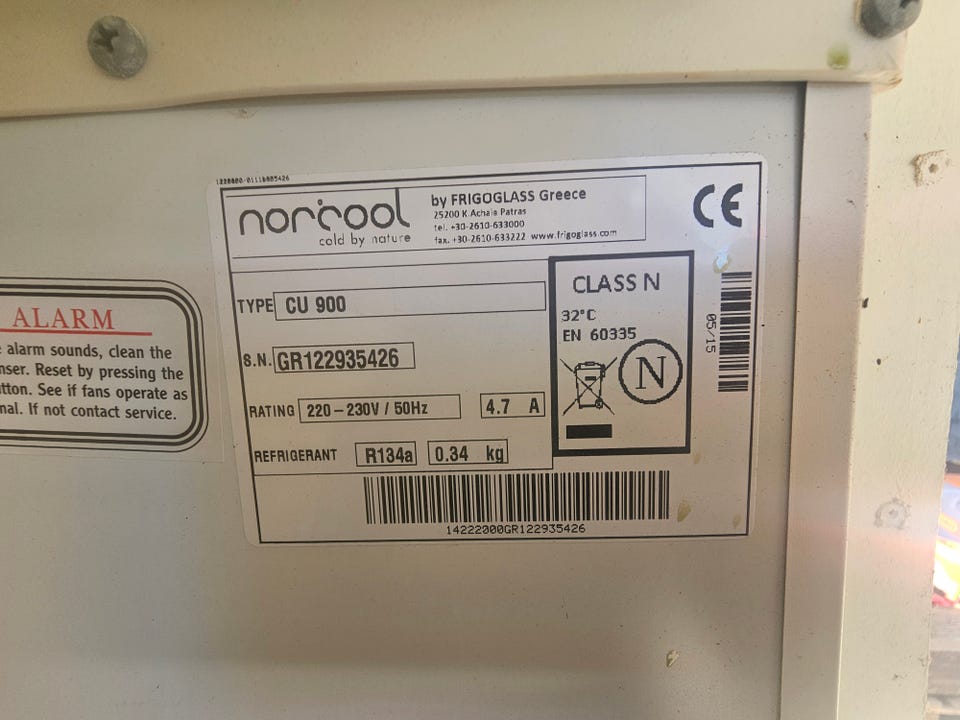 1220000/01110005426
norcool
cold by nature
by FRIGOGLASS Greece
25200 K.Achaia Patras
tel. +30-2610-633000
fax. +30-2610-633222 www.frigoglass.com
CE
TYPE CU 900
S.N. GR122935426
RATING 220-230V / 50Hz 4.7 A
REFRIGERANT R134a 0.34 kg
CLASS N
32°C
EN 60335
N
05/15
14222000GR122935426
ALARM
alarm sounds, clean the
nser. Reset by pressing the
utton. See if fans operate as
nal. If not contact service.